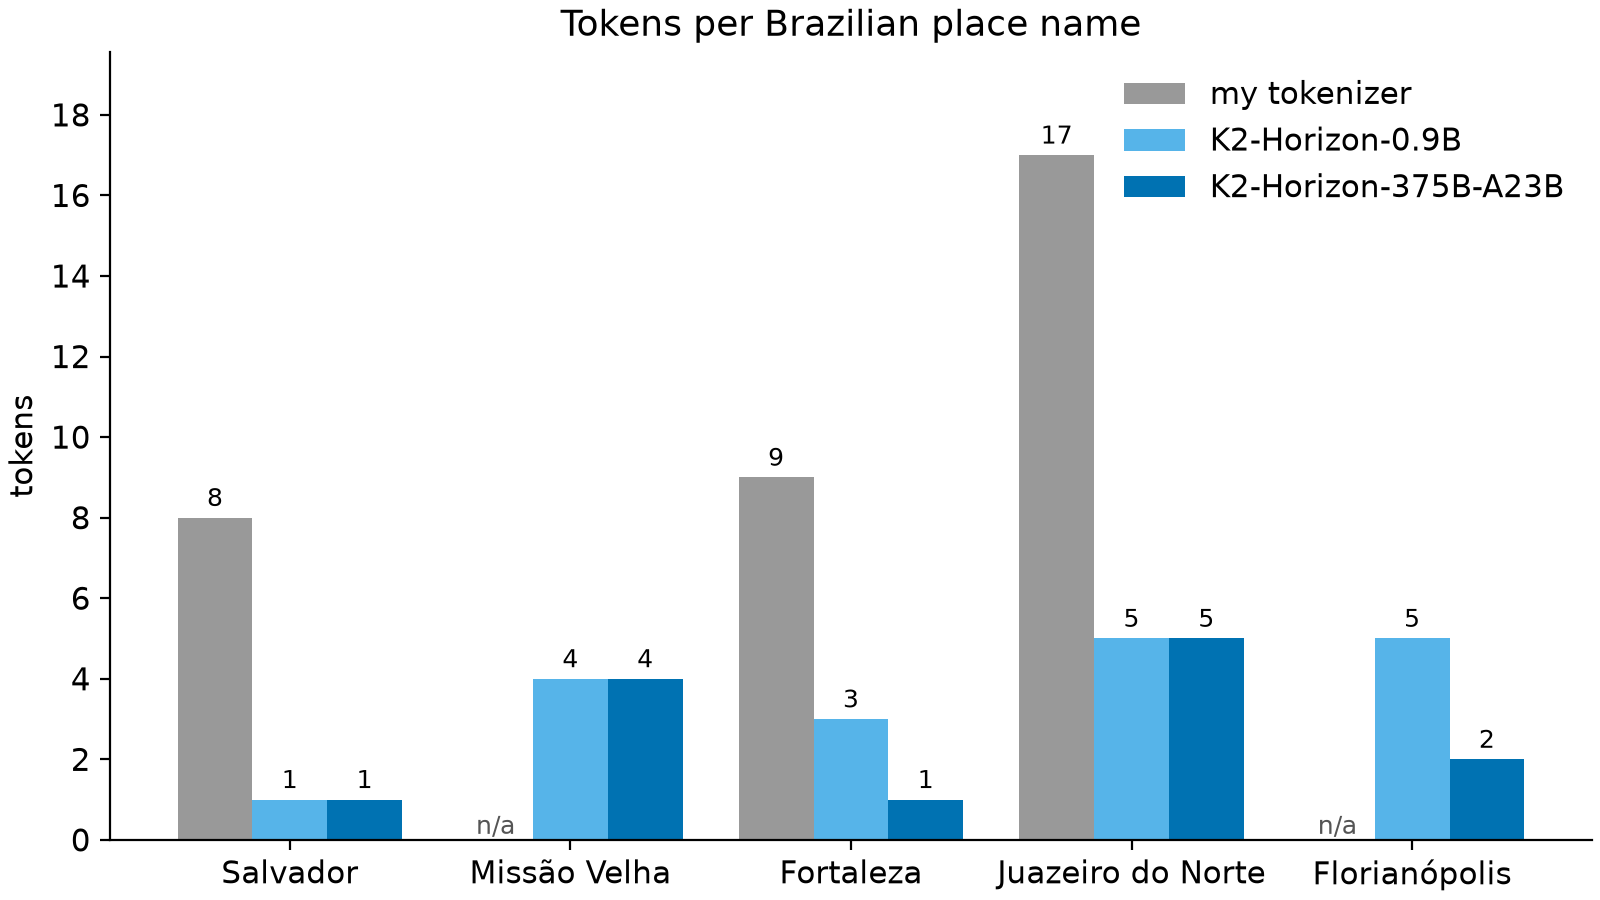 Tokens per Brazilian place name
my tokenizer
K2-Horizon-0.9B
K2-Horizon-375B-A23B
tokens
18
16
14
12
10
8
6
4
2
0
8
1
1
n/a
4
4
9
3
1
17
5
5
n/a
5
2
Salvador
Missão Velha
Fortaleza
Juazeiro do Norte
Florianópolis